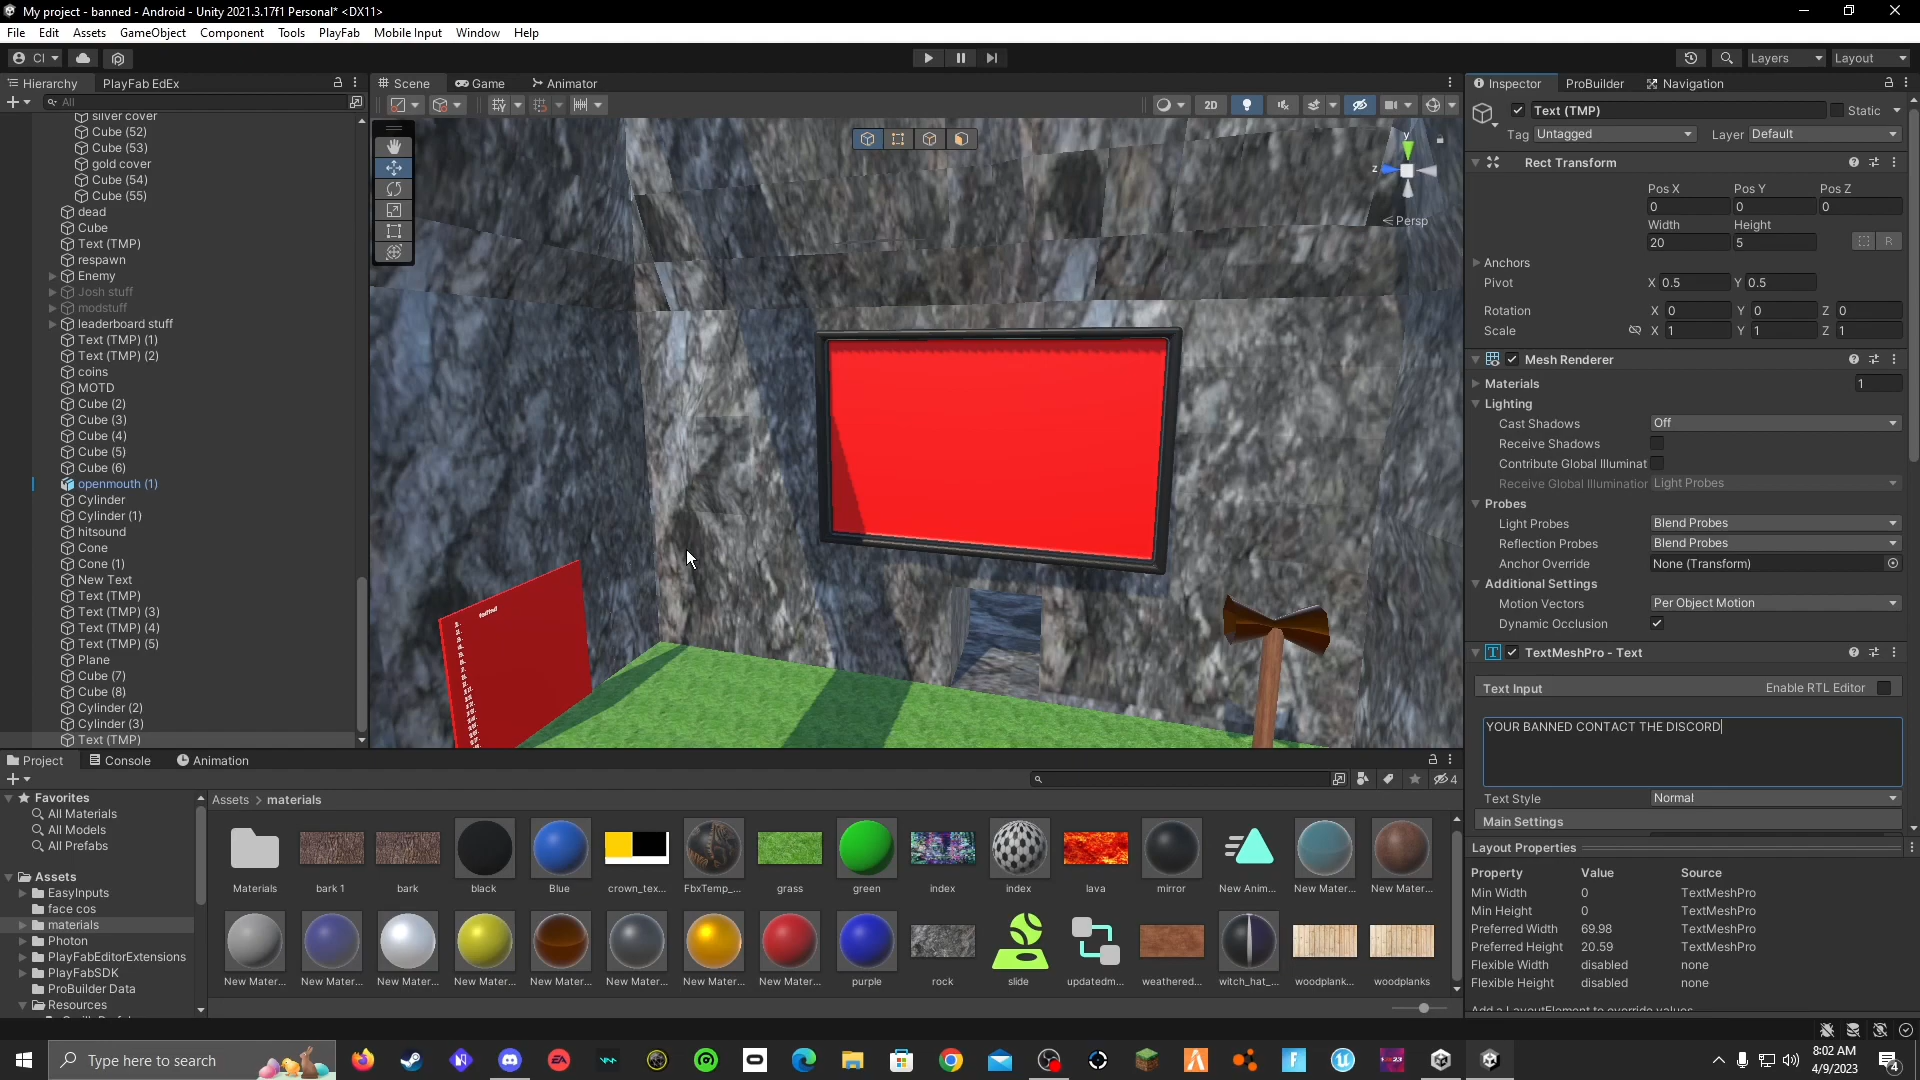 My project - banned - Android - Unity 2021.3.17f1 Personal* <DX11>
File Edit Assets GameObject Component Tools PlayFab Mobile Input Window Help
CI Layers Layout
Hierarchy PlayFab EdEx
All
silver cover
Cube (52)
Cube (53)
gold cover
Cube (54)
Cube (55)
dead
Cube
Text (TMP)
respawn
Enemy
Josh stuff
modstuff
leaderboard stuff
Text (TMP) (1)
Text (TMP) (2)
coins
MOTD
Cube (2)
Cube (3)
Cube (4)
Cube (5)
Cube (6)
openmouth (1)
Cylinder
Cylinder (1)
hitsound
Cone
Cone (1)
New Text
Text (TMP)
Text (TMP) (3)
Text (TMP) (4)
Text (TMP) (5)
Plane
Cube (7)
Cube (8)
Cylinder (2)
Cylinder (3)
Text (TMP)
Scene Game Animator
2D
y
z
Persp
Inspector ProBuilder Navigation
Text (TMP) Static
Tag Untagged Layer Default
Rect Transform
Pos X Pos Y Pos Z
0 0 0
Width Height
20 5
R
Anchors
Pivot X 0.5 Y 0.5
Rotation X 0 Y 0 Z 0
Scale X 1 Y 1 Z 1
Mesh Renderer
Materials 1
Lighting
Cast Shadows Off
Receive Shadows
Contribute Global Illuminat
Receive Global Illumination Light Probes
Probes
Light Probes Blend Probes
Reflection Probes Blend Probes
Anchor Override None (Transform)
Additional Settings
Motion Vectors Per Object Motion
Dynamic Occlusion
TextMeshPro - Text
Text Input Enable RTL Editor
YOUR BANNED CONTACT THE DISCORD
Text Style Normal
Main Settings
Layout Properties
Property Value Source
Min Width 0 TextMeshPro
Min Height 0 TextMeshPro
Preferred Width 69.98 TextMeshPro
Preferred Height 20.59 TextMeshPro
Flexible Width disabled none
Flexible Height disabled none
Add a LayoutElement to override values
Project Console Animation
4
Favorites
All Materials
All Models
All Prefabs
Assets
EasyInputs
face cos
materials
Photon
PlayFabEditorExtensions
PlayFabSDK
ProBuilder Data
Resources
Assets > materials
Materials bark 1 bark black Blue crown_tex... FbxTemp_... grass green index index lava mirror New Anim... New Mater... New Mater...
New Mater... New Mater... New Mater... New Mater... New Mater... New Mater... New Mater... New Mater... purple rock slide updatedm... weathered... witch_hat_... woodplank... woodplanks
Type here to search
8:02 AM
4/9/2023
4